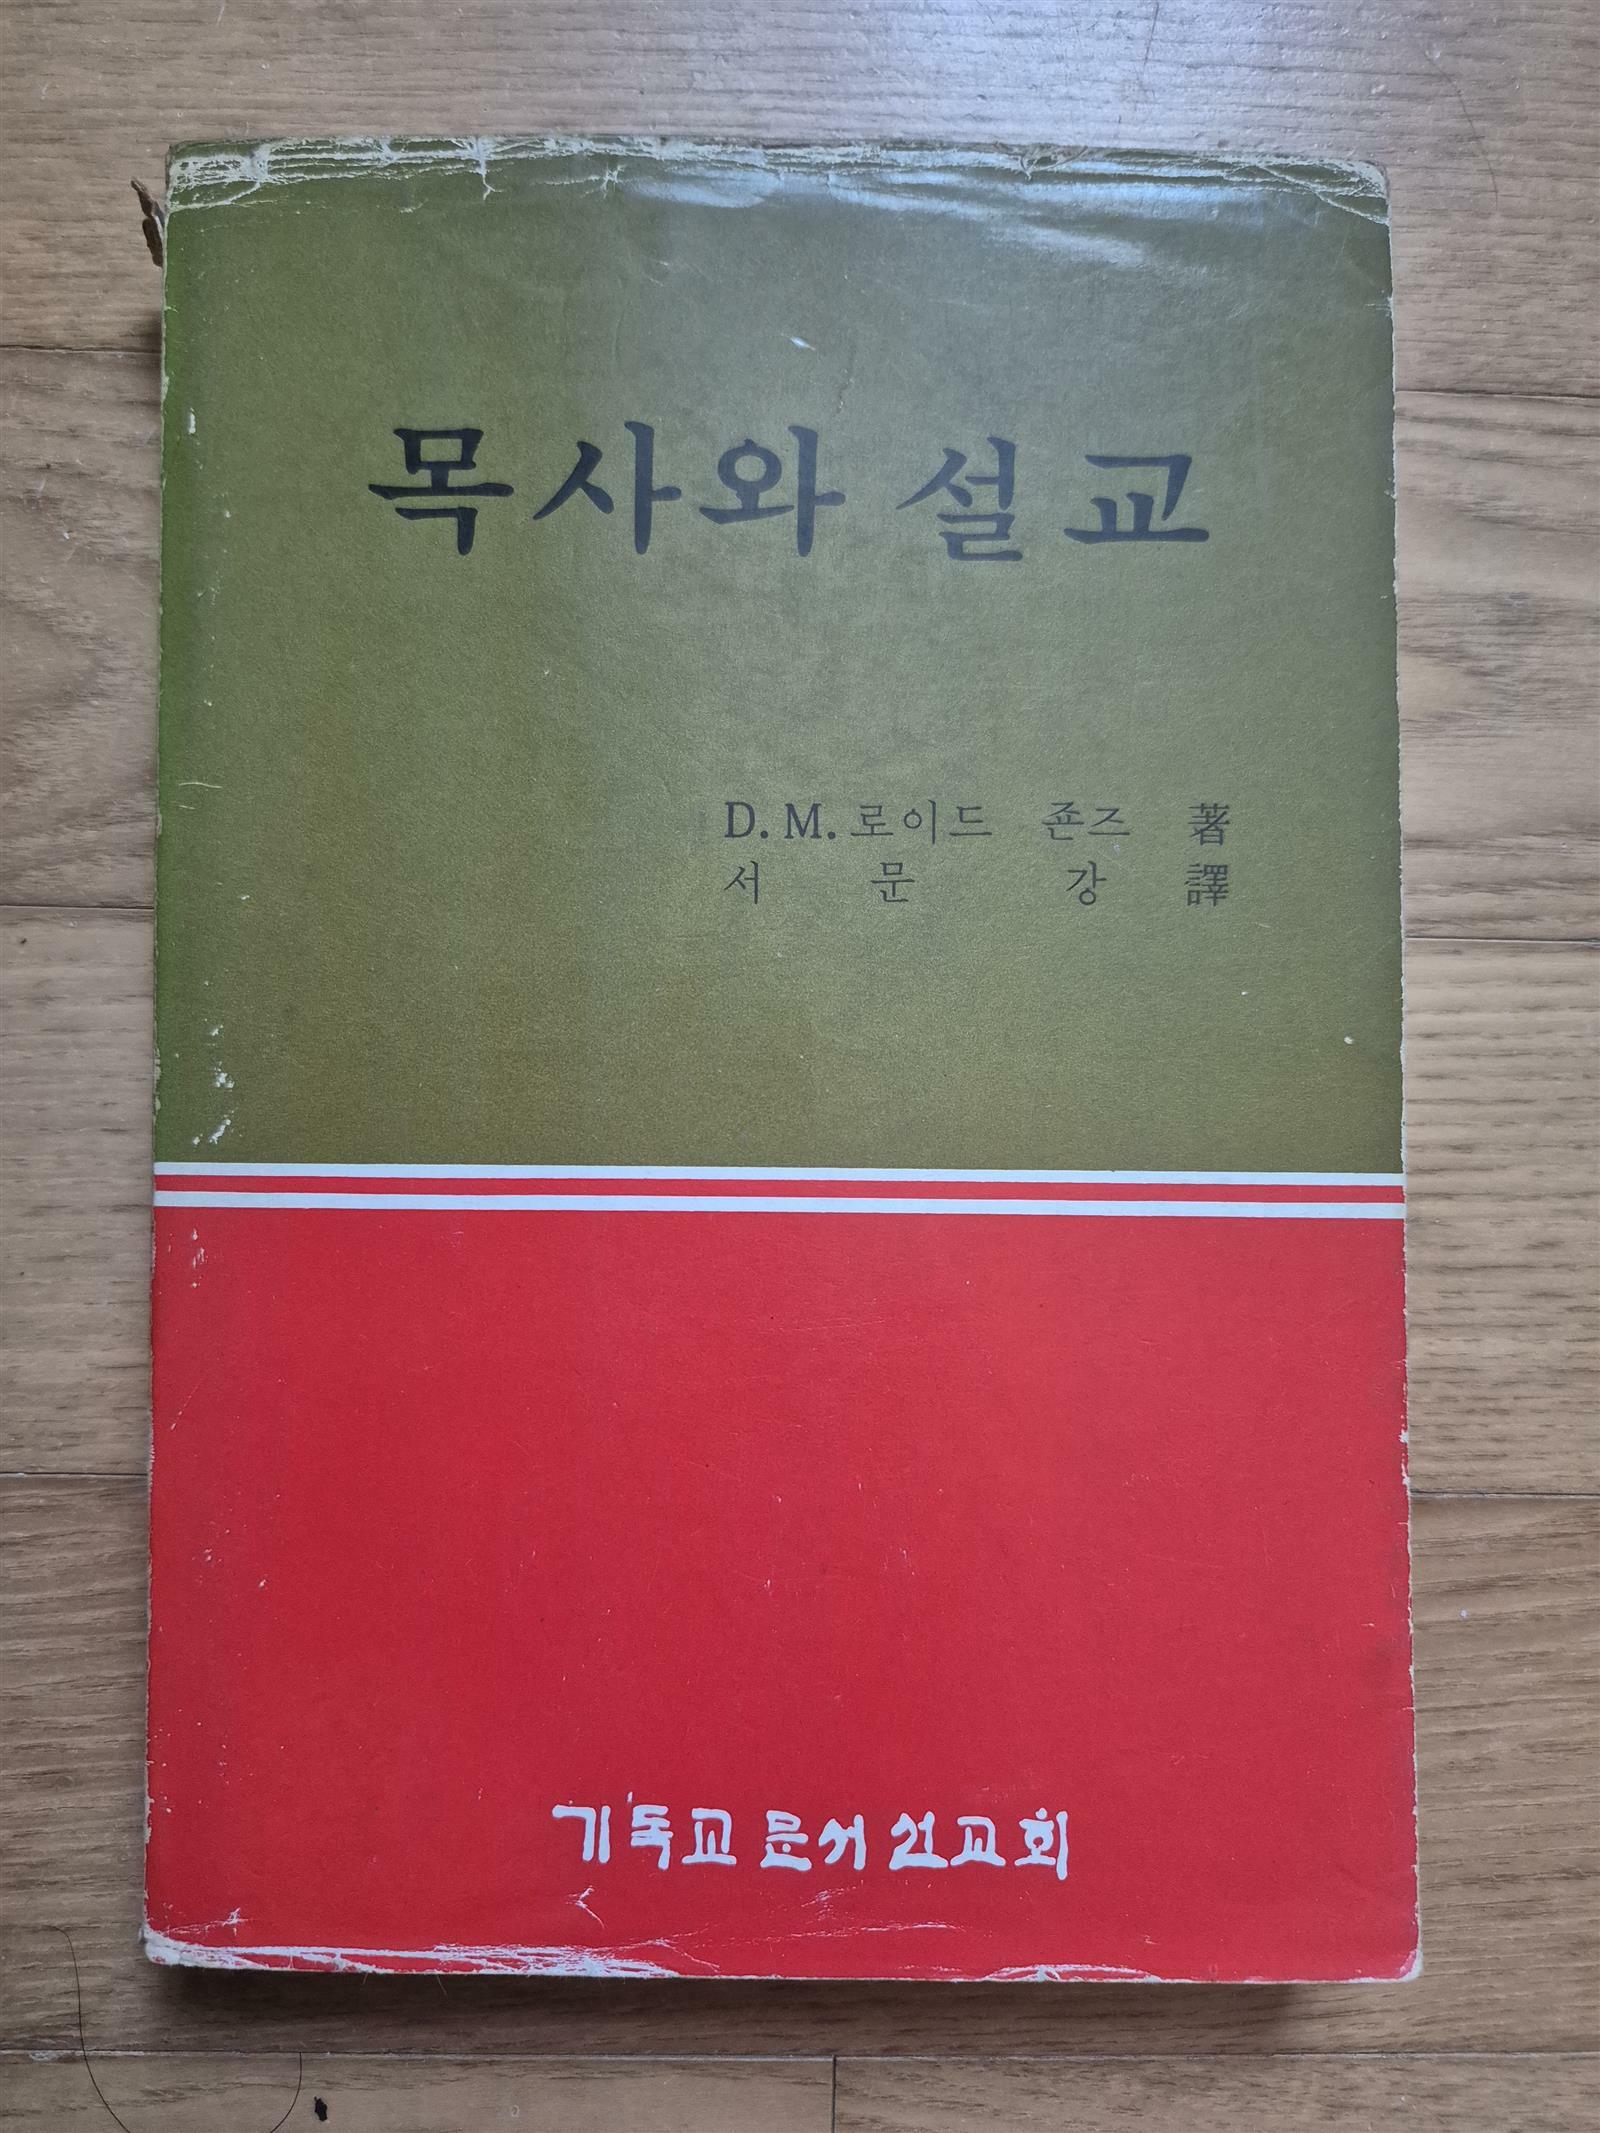 목사와 설교
D. M. 로이드 죤즈 著
서문강 譯
기독교문서선교회